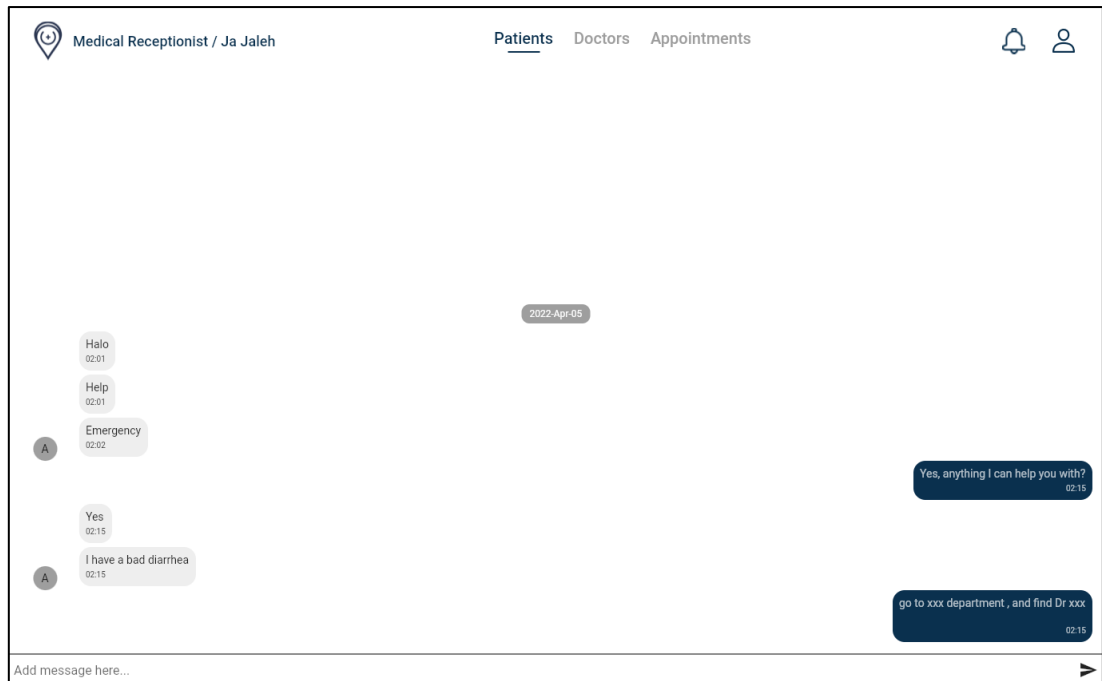 Medical Receptionist / Ja Jaleh
Patients Doctors Appointments
2022-Apr-05
Halo
02:01
Help
02:01
Emergency
02:02
A
Yes, anything I can help you with?
02:15
Yes
02:15
I have a bad diarrhea
02:15
A
go to xxx department , and find Dr xxx
02:15
Add message here...